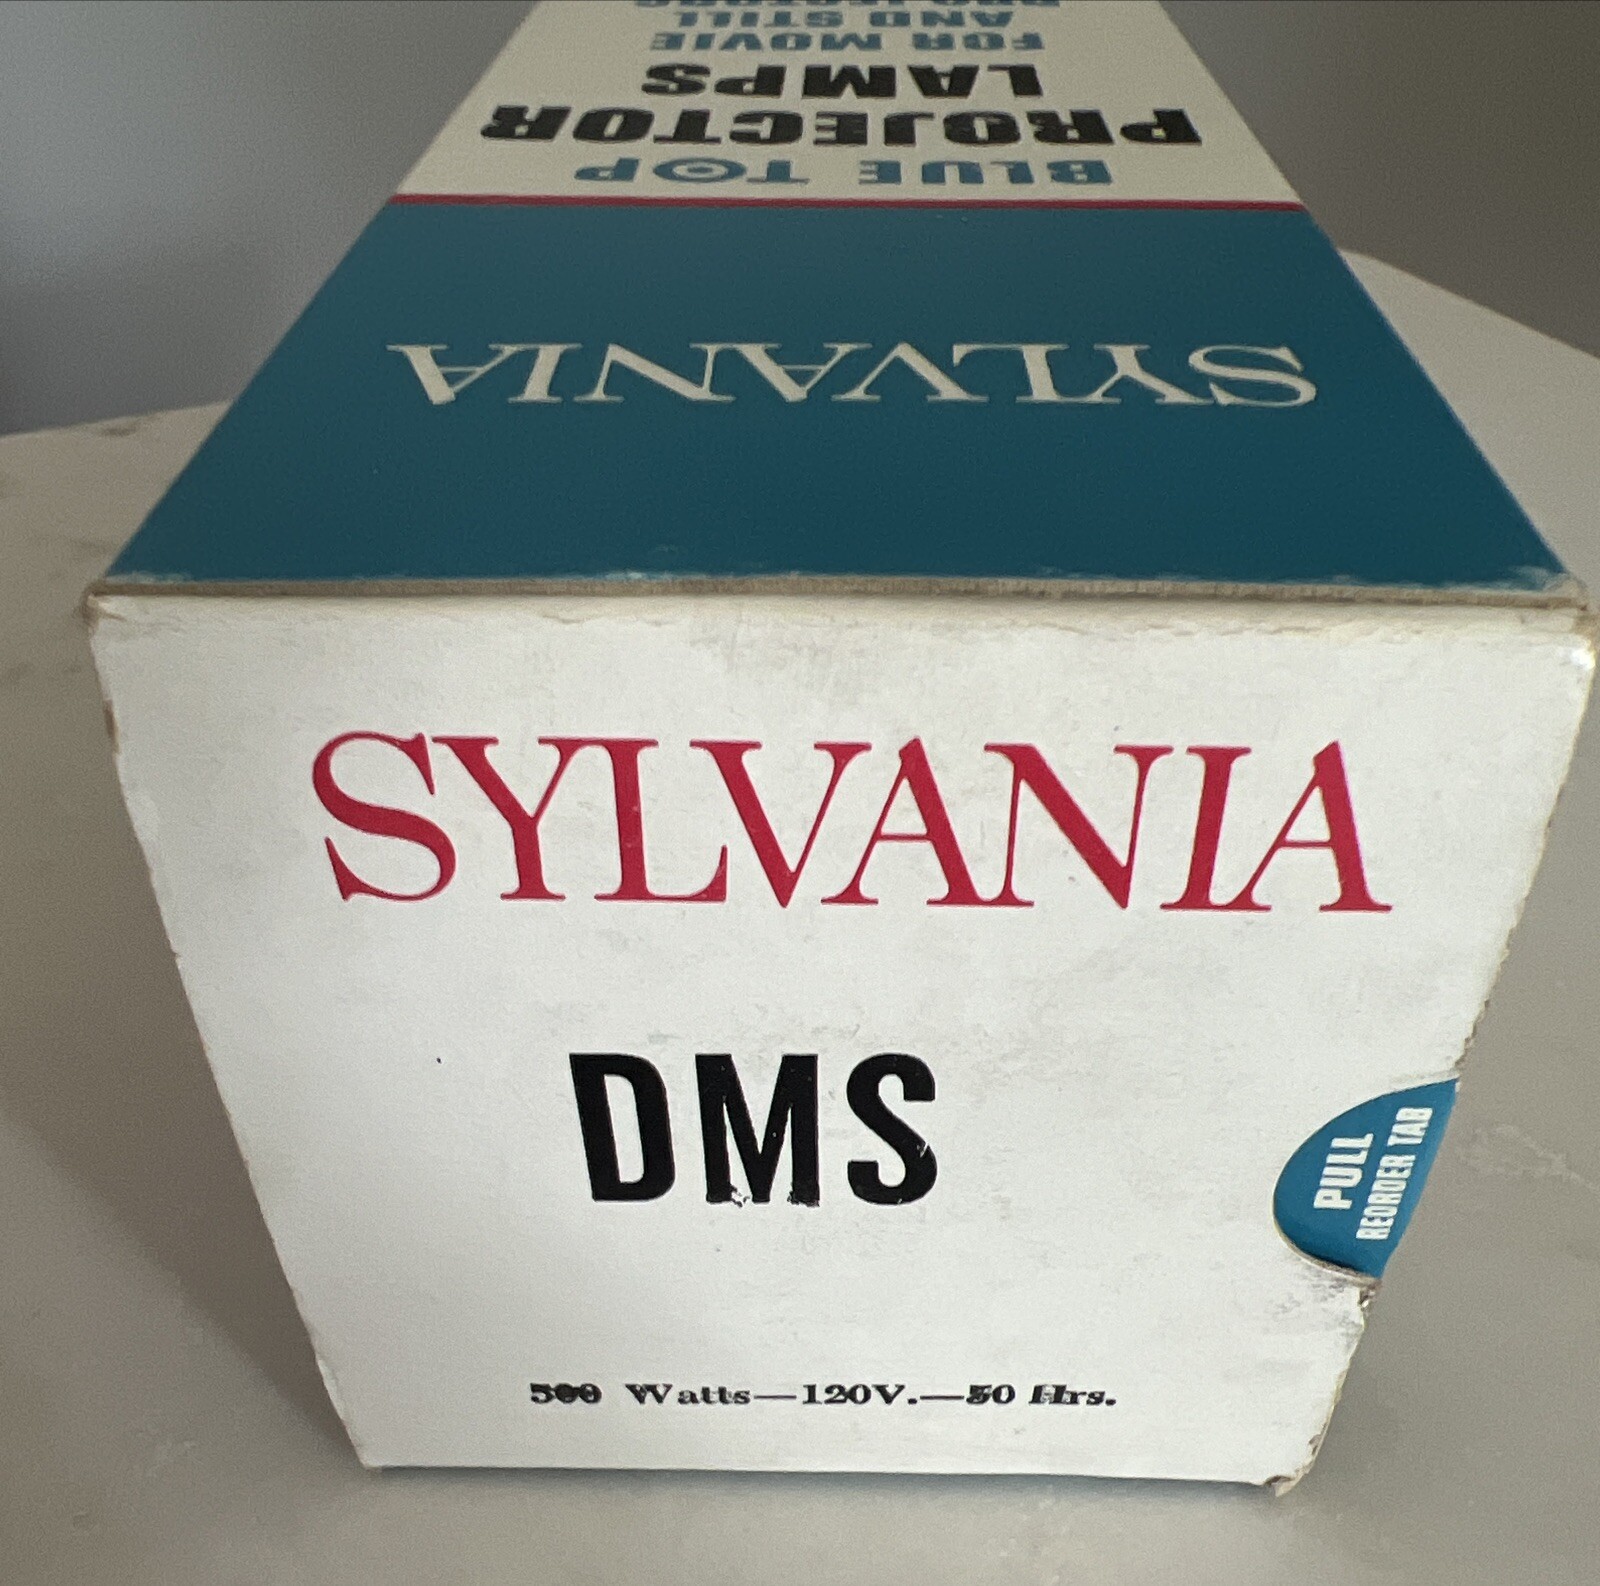 SYLVANIA
DMS
500 Watts—120V.—50 Hrs.
PULL
REORDER TAB
SYLVANIA
BLUE TOP
PROJECTOR
LAMPS
FOR MOVIE
AND STILL
PROJECTORS